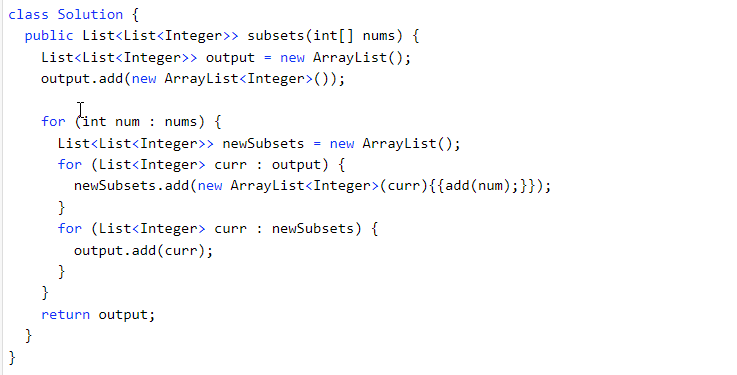 class Solution {
  public List<List<Integer>> subsets(int[] nums) {
    List<List<Integer>> output = new ArrayList();
    output.add(new ArrayList<Integer>());

    for (int num : nums) {
      List<List<Integer>> newSubsets = new ArrayList();
      for (List<Integer> curr : output) {
        newSubsets.add(new ArrayList<Integer>(curr){{add(num);}});
      }
      for (List<Integer> curr : newSubsets) {
        output.add(curr);
      }
    }
    return output;
  }
}